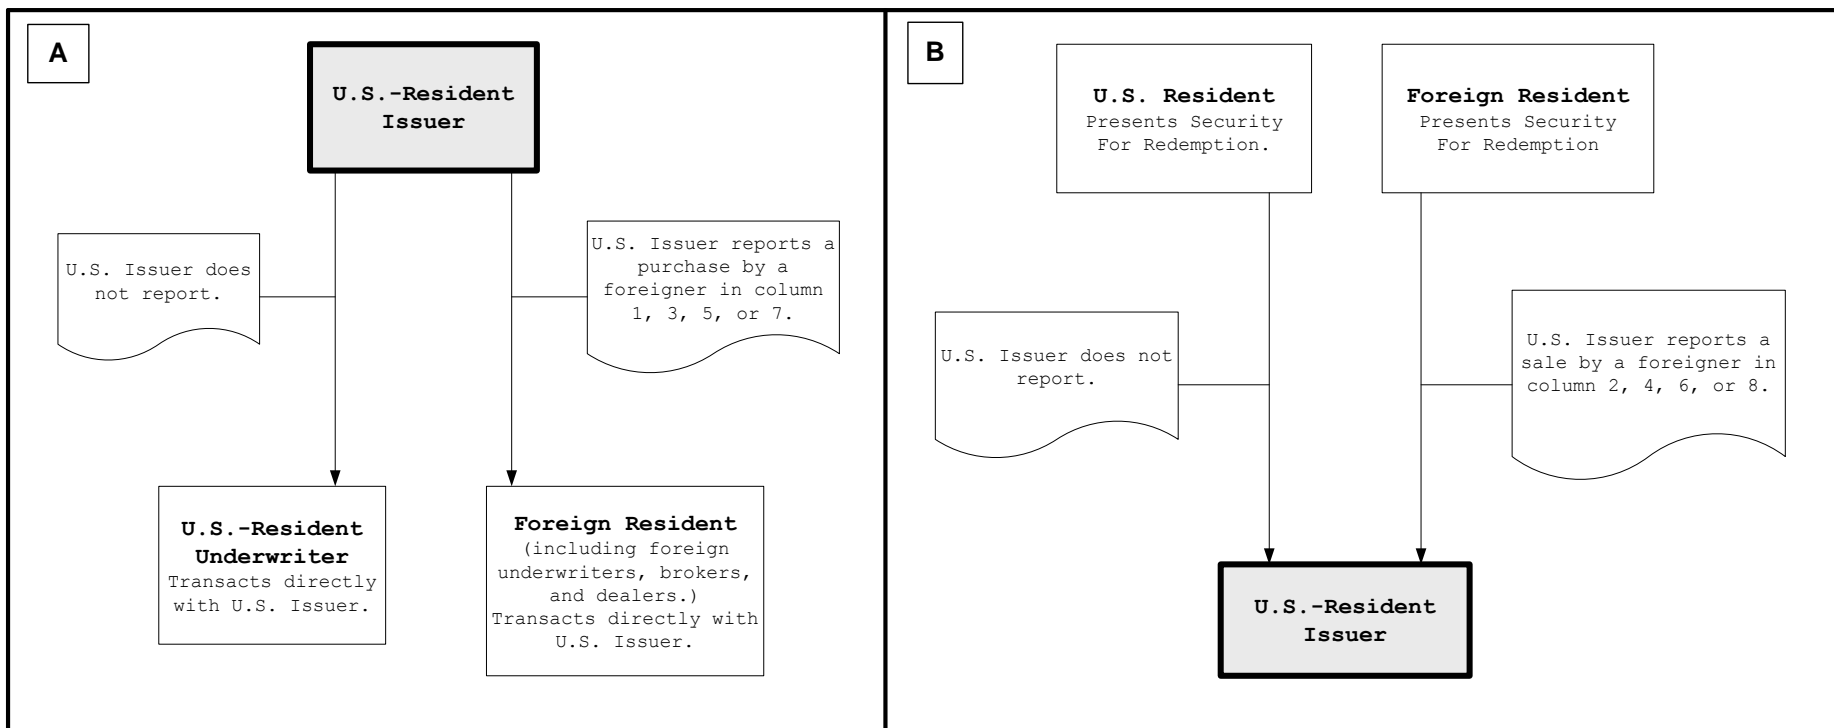 A
U.S.-Resident
Issuer
U.S. Issuer does
not report.
U.S. Issuer reports a
purchase by a
foreigner in column
1, 3, 5, or 7.
U.S.-Resident
Underwriter
Transacts directly
with U.S. Issuer.
Foreign Resident
(including foreign
underwriters, brokers,
and dealers.)
Transacts directly with
U.S. Issuer.
B
U.S. Resident
Presents Security
For Redemption.
Foreign Resident
Presents Security
For Redemption
U.S. Issuer does not
report.
U.S. Issuer reports a
sale by a foreigner in
column 2, 4, 6, or 8.
U.S.-Resident
Issuer